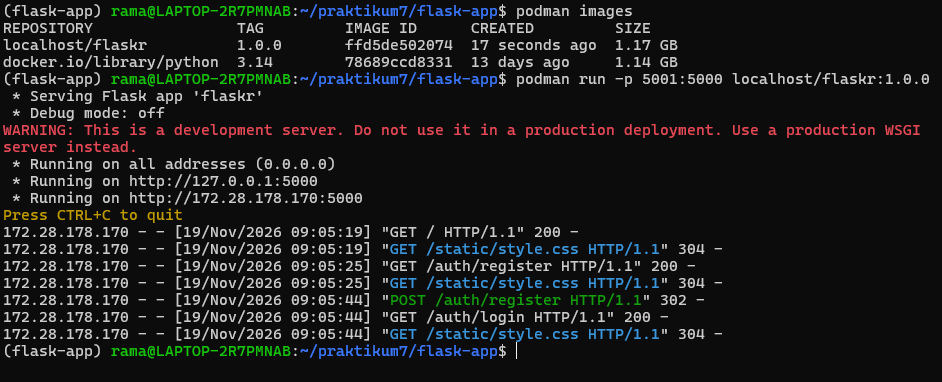 (flask-app) rama@LAPTOP-2R7PMNAB:~/praktikum7/flask-app$ podman images
REPOSITORY                TAG         IMAGE ID      CREATED         SIZE
localhost/flaskr          1.0.0       ffd5de502074  17 seconds ago  1.17 GB
docker.io/library/python  3.14        78689ccd8331  13 days ago     1.14 GB
(flask-app) rama@LAPTOP-2R7PMNAB:~/praktikum7/flask-app$ podman run -p 5001:5000 localhost/flaskr:1.0.0
 * Serving Flask app 'flaskr'
 * Debug mode: off
WARNING: This is a development server. Do not use it in a production deployment. Use a production WSGI
server instead.
 * Running on all addresses (0.0.0.0)
 * Running on http://127.0.0.1:5000
 * Running on http://172.28.178.170:5000
Press CTRL+C to quit
172.28.178.170 - - [19/Nov/2026 09:05:19] "GET / HTTP/1.1" 200 -
172.28.178.170 - - [19/Nov/2026 09:05:19] "GET /static/style.css HTTP/1.1" 304 -
172.28.178.170 - - [19/Nov/2026 09:05:25] "GET /auth/register HTTP/1.1" 200 -
172.28.178.170 - - [19/Nov/2026 09:05:25] "GET /static/style.css HTTP/1.1" 304 -
172.28.178.170 - - [19/Nov/2026 09:05:44] "POST /auth/register HTTP/1.1" 302 -
172.28.178.170 - - [19/Nov/2026 09:05:44] "GET /auth/login HTTP/1.1" 200 -
172.28.178.170 - - [19/Nov/2026 09:05:44] "GET /static/style.css HTTP/1.1" 304 -
(flask-app) rama@LAPTOP-2R7PMNAB:~/praktikum7/flask-app$